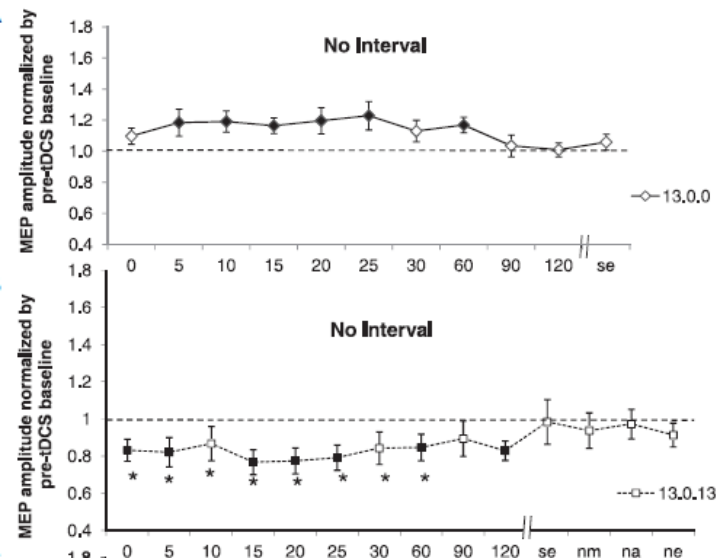 MEP amplitude normalized by
pre-tDCS baseline
1.8
1.6
1.4
1.2
1.0
0.8
0.6
0.4
No Interval
13.0.0
0 5 10 15 20 25 30 60 90 120 // se
MEP amplitude normalized by
pre-tDCS baseline
1.8
1.6
1.4
1.2
1
0.8
0.6
0.4
No Interval
* * * * * * * *
13.0.13
0 5 10 15 20 25 30 60 90 120 // se nm na ne
1.8